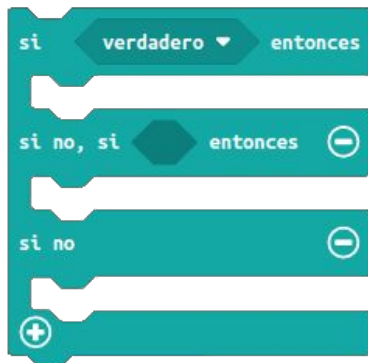 si verdadero entonces
si no, si entonces
si no